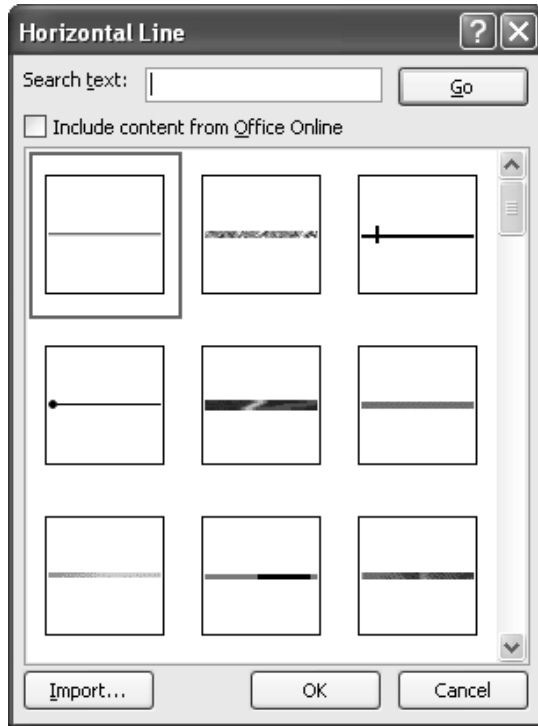 Horizontal Line
Search text: Go
Include content from Office Online
Import... OK Cancel